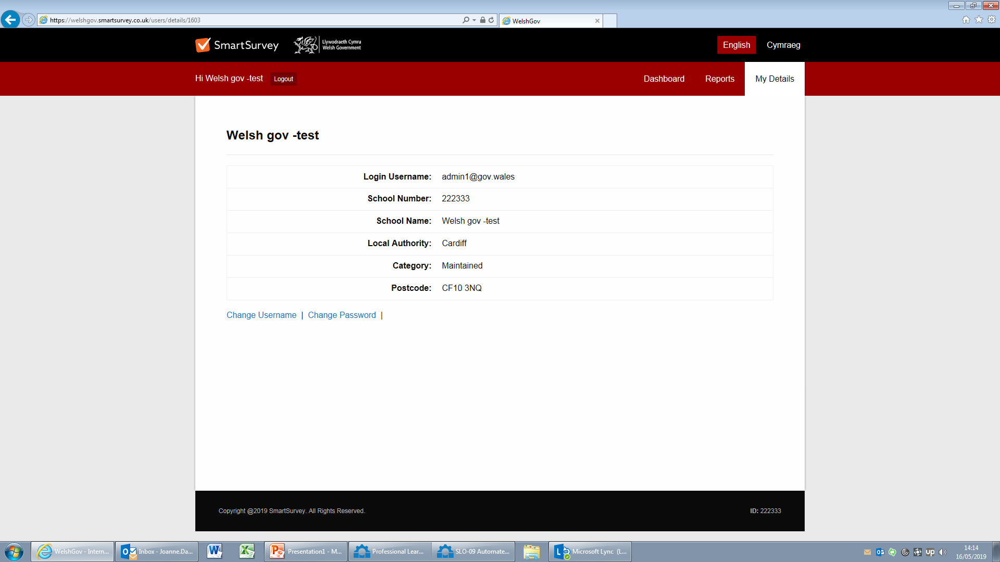 https://welshgov.smartsurvey.co.uk/users/details/1603
WelshGov
SmartSurvey
Llywodraeth Cymru
Welsh Government
English
Cymraeg
Hi Welsh gov -test
Logout
Dashboard
Reports
My Details
Welsh gov -test
Login Username: admin1@gov.wales
School Number: 222333
School Name: Welsh gov -test
Local Authority: Cardiff
Category: Maintained
Postcode: CF10 3NQ
Change Username | Change Password |
Copyright @2019 SmartSurvey. All Rights Reserved.
ID: 222333
WelshGov - Intern...
Inbox - Joanne.Da...
Presentation1 - M...
Professional Lear...
SLO-09 Automate...
Microsoft Lync (L...
up
14:14
16/05/2019